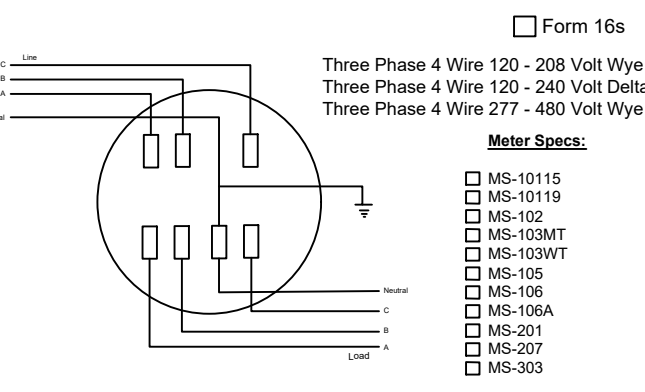 Form 16s
Line
C
B
A
Three Phase 4 Wire 120 - 208 Volt Wye
Three Phase 4 Wire 120 - 240 Volt Delta
Three Phase 4 Wire 277 - 480 Volt Wye
Meter Specs:
MS-10115
MS-10119
MS-102
MS-103MT
MS-103WT
MS-105
MS-106
MS-106A
MS-201
MS-207
MS-303
Neutral
C
B
A
Load